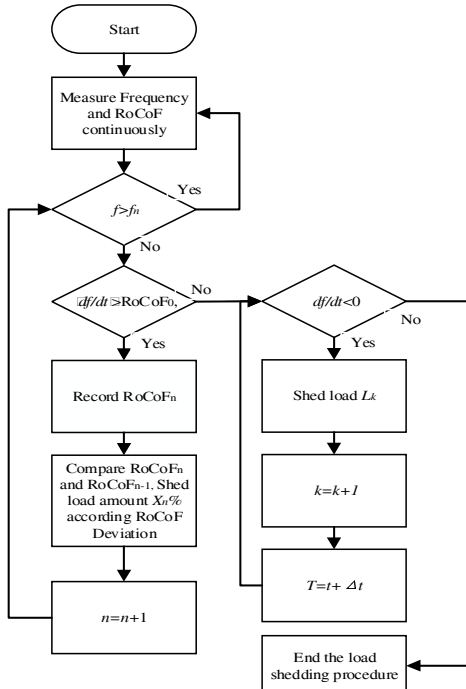 Start
Measure Frequency
and RoCoF
continuously
Yes
f>fn
No
df/dt >RoCoF0,
No
df/dt<0
No
Yes
Yes
Record RoCoFn
Shed load Lk
Compare RoCoFn
and RoCoFn-1, Shed
load amount Xn%
according RoCoF
Deviation
k=k+1
T=t+ Δt
n=n+1
End the load
shedding procedure